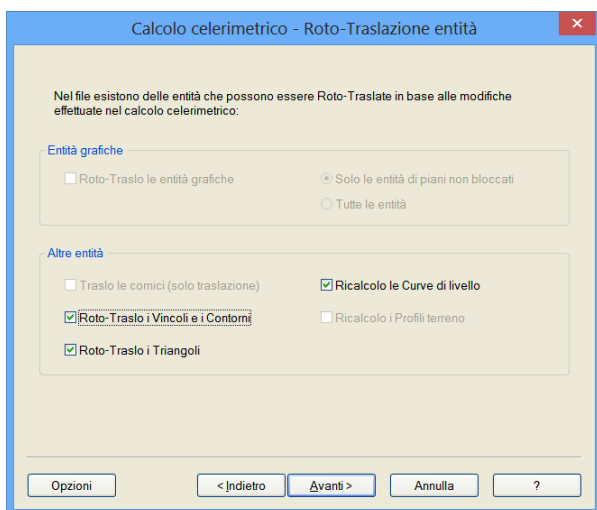 Calcolo celerimetrico - Roto-Traslazione entità
Nel file esistono delle entità che possono essere Roto-Traslate in base alle modifiche
effettuate nel calcolo celerimetrico:
Entità grafiche
Roto-Traslo le entità grafiche
Solo le entità di piani non bloccati
Tutte le entità
Altre entità
Traslo le cornici (solo traslazione)
Ricalcolo le Curve di livello
Roto-Traslo i Vincoli e i Contorni
Ricalcolo i Profili terreno
Roto-Traslo i Triangoli
Opzioni
< Indietro
Avanti >
Annulla
?